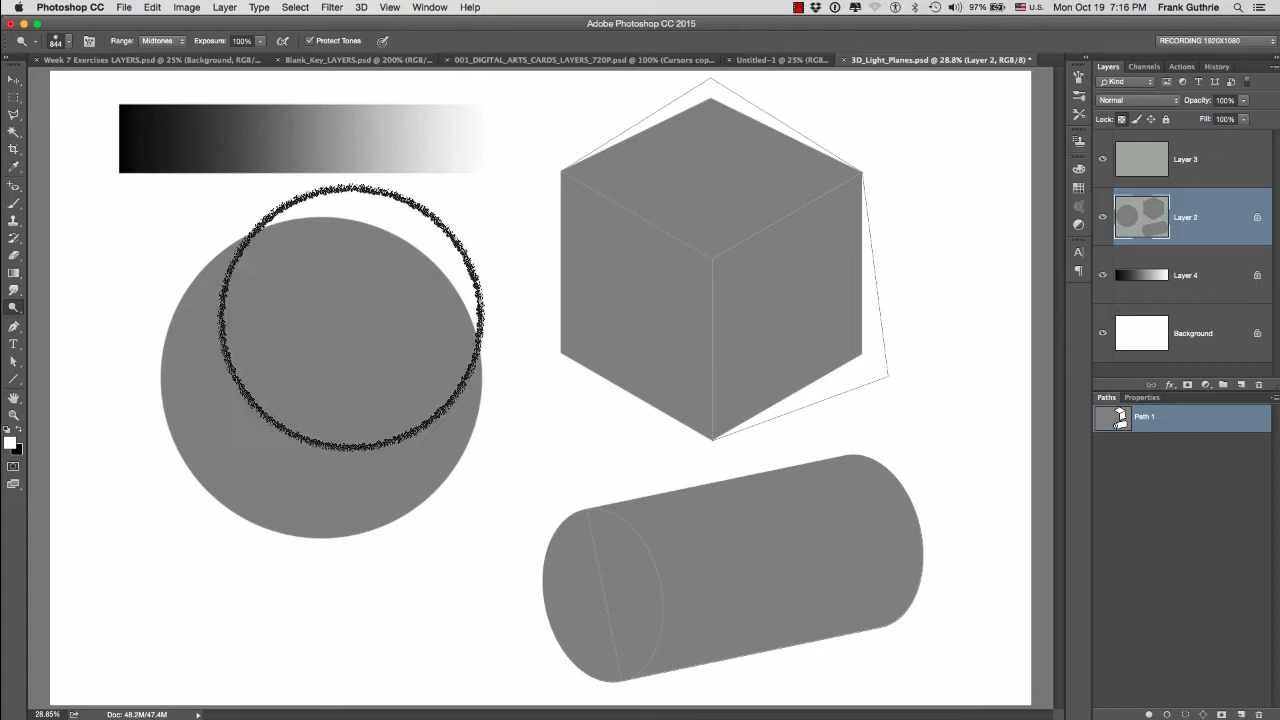 Photoshop CC File Edit Image Layer Type Select Filter 3D View Window Help 97% U.S. Mon Oct 19 7:16 PM Frank Guthrie
Adobe Photoshop CC 2015
844 Range: Midtones Exposure: 100% Protect Tones RECORDING 1920X1080
Week 7 Exercises LAYERS.psd @ 25% (Background, RGB/... Blank_Key_LAYERS.psd @ 200% (RGB/... 001_DIGITAL_ARTS_CARDS_LAYERS_720P.psd @ 100% (Cursors cop... Untitled-1 @ 25% (RGB... 3D_Light_Planes.psd @ 28.8% (Layer 2, RGB/8) *
Layers Channels Actions History
Kind
Normal Opacity: 100%
Lock: Fill: 100%
Layer 3
Layer 2
Layer 4
Background
Paths Properties
Path 1
28.85% Doc: 48.2M/47.4M